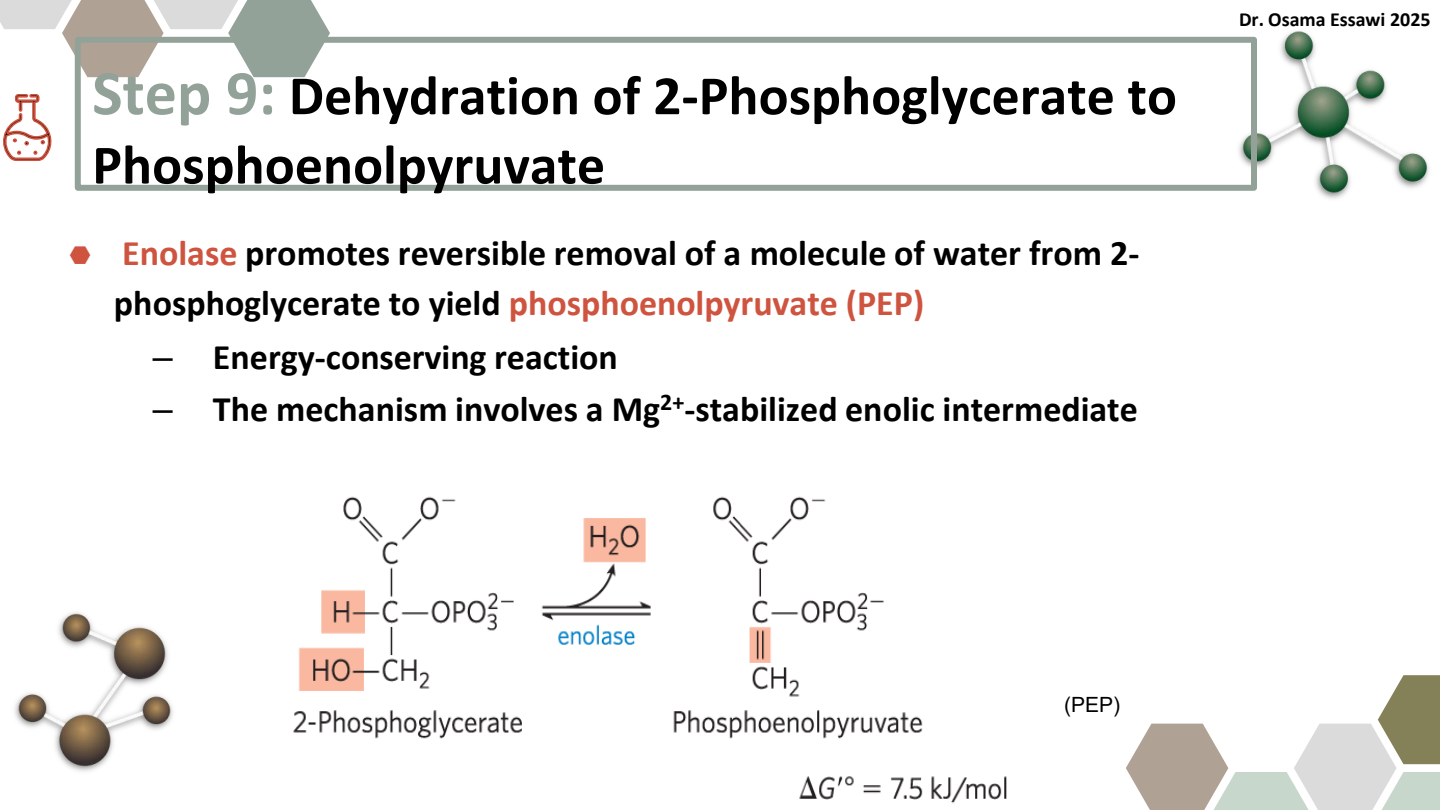 Dr. Osama Essawi 2025
Step 9: Dehydration of 2-Phosphoglycerate to
Phosphoenolpyruvate
Enolase promotes reversible removal of a molecule of water from 2-
phosphoglycerate to yield phosphoenolpyruvate (PEP)
– Energy-conserving reaction
– The mechanism involves a Mg²⁺-stabilized enolic intermediate
O O⁻ O O⁻
H₂O
C C
H—C—OPO₃²⁻ C—OPO₃²⁻
enolase
HO—CH₂ CH₂
(PEP)
2-Phosphoglycerate Phosphoenolpyruvate
ΔG′° = 7.5 kJ/mol